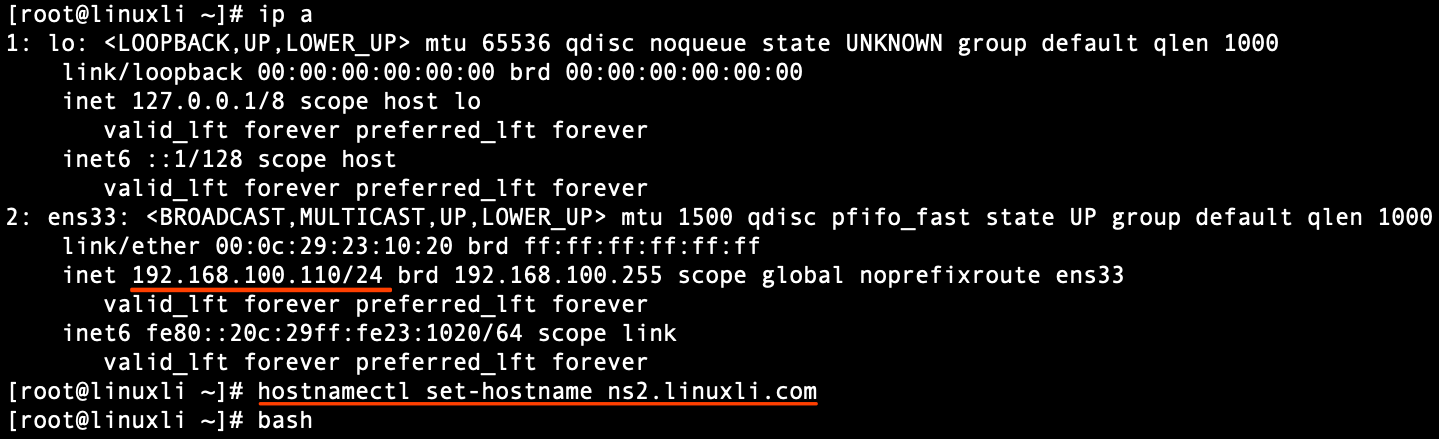 [root@linuxli ~]# ip a
1: lo: <LOOPBACK,UP,LOWER_UP> mtu 65536 qdisc noqueue state UNKNOWN group default qlen 1000
    link/loopback 00:00:00:00:00:00 brd 00:00:00:00:00:00
    inet 127.0.0.1/8 scope host lo
       valid_lft forever preferred_lft forever
    inet6 ::1/128 scope host
       valid_lft forever preferred_lft forever
2: ens33: <BROADCAST,MULTICAST,UP,LOWER_UP> mtu 1500 qdisc pfifo_fast state UP group default qlen 1000
    link/ether 00:0c:29:23:10:20 brd ff:ff:ff:ff:ff:ff
    inet 192.168.100.110/24 brd 192.168.100.255 scope global noprefixroute ens33
       valid_lft forever preferred_lft forever
    inet6 fe80::20c:29ff:fe23:1020/64 scope link
       valid_lft forever preferred_lft forever
[root@linuxli ~]# hostnamectl set-hostname ns2.linuxli.com
[root@linuxli ~]# bash